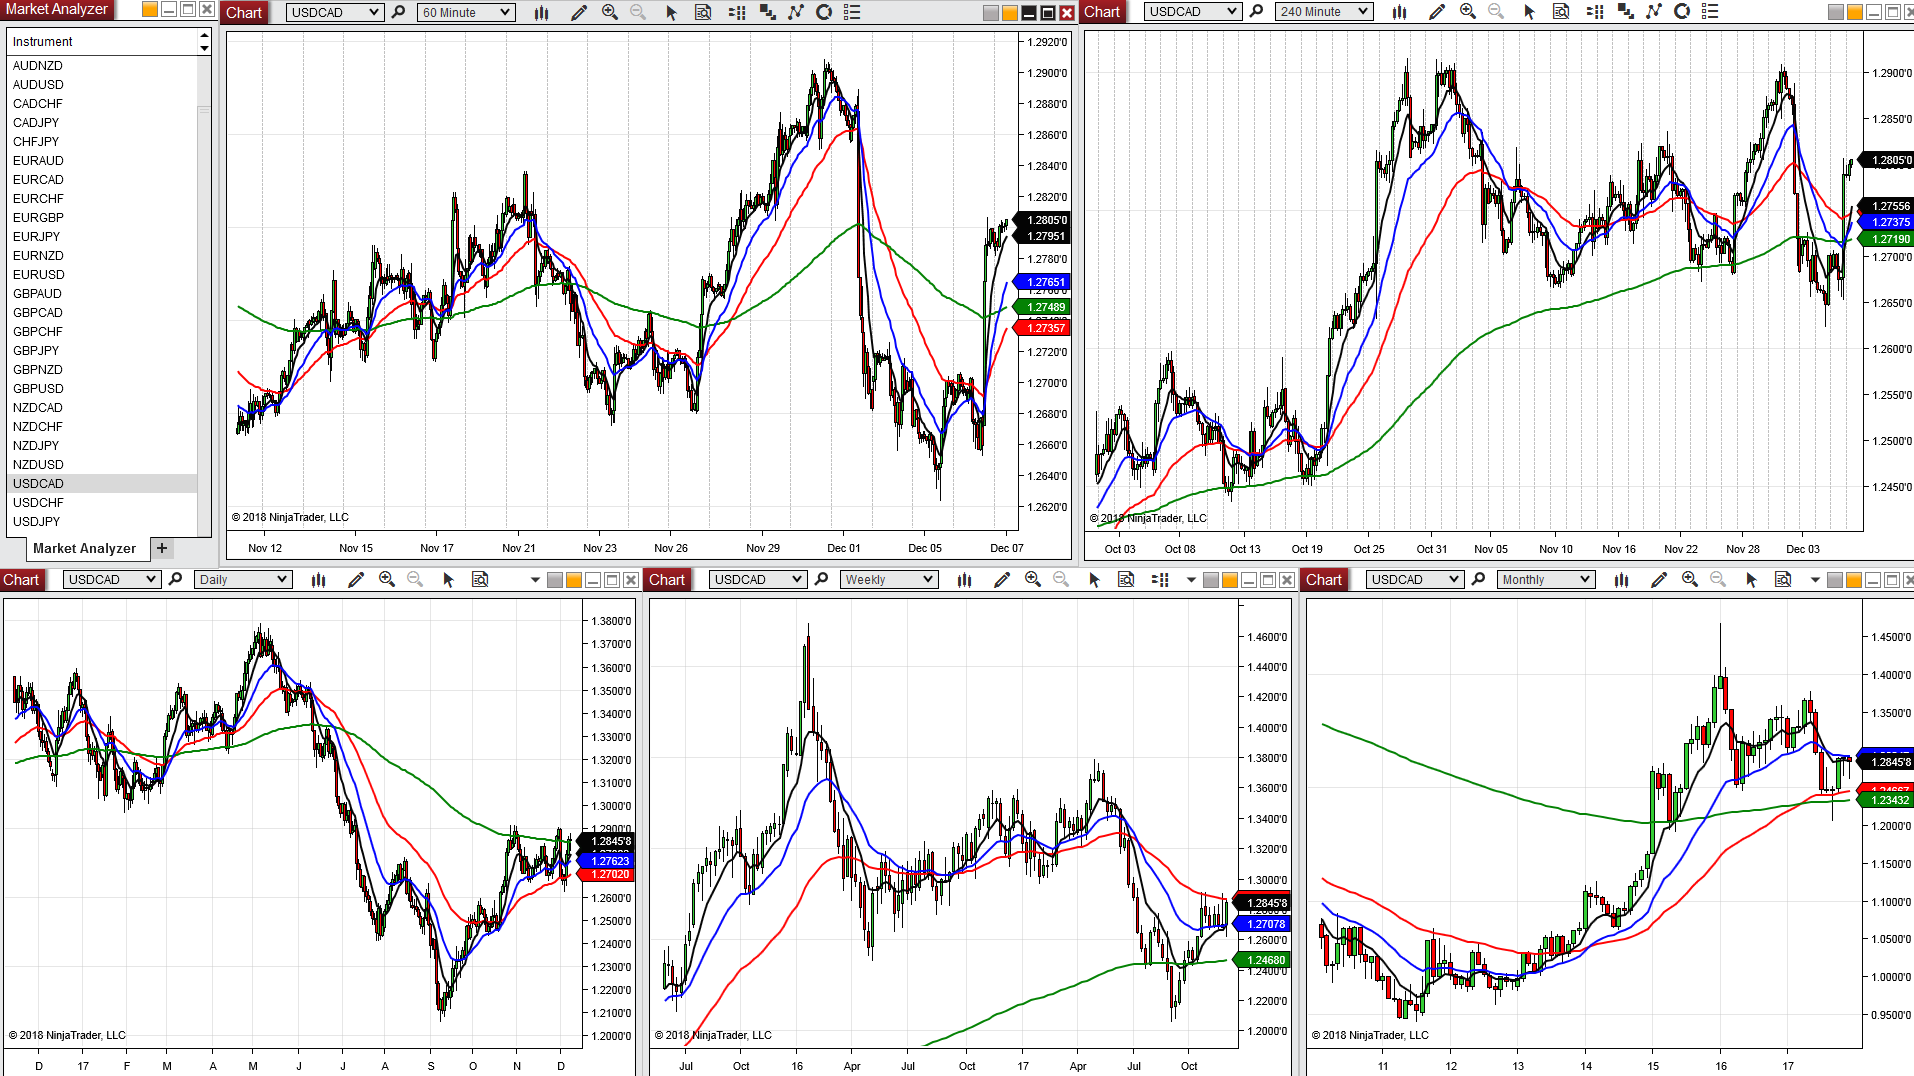 Market Analyzer
Instrument
AUDNZD
AUDUSD
CADCHF
CADJPY
CHFJPY
EURAUD
EURCAD
EURCHF
EURGBP
EURJPY
EURNZD
EURUSD
GBPAUD
GBPCAD
GBPCHF
GBPJPY
GBPNZD
GBPUSD
NZDCAD
NZDCHF
NZDJPY
NZDUSD
USDCAD
USDCHF
USDJPY
Market Analyzer +
Chart USDCAD 60 Minute
1.2920'0
1.2900'0
1.2880'0
1.2860'0
1.2840'0
1.2820'0
1.2805'0
1.27951
1.2780'0
1.27651
1.27489
1.27357
1.2720'0
1.2700'0
1.2680'0
1.2660'0
1.2640'0
1.2620'0
© 2018 NinjaTrader, LLC
Nov 12 Nov 15 Nov 17 Nov 21 Nov 23 Nov 26 Nov 29 Dec 01 Dec 05 Dec 07
Chart USDCAD 240 Minute
1.2900'0
1.2850'0
1.2805'0
1.27556
1.27375
1.27190
1.2700'0
1.2650'0
1.2600'0
1.2550'0
1.2500'0
1.2450'0
© 2018 NinjaTrader, LLC
Oct 03 Oct 08 Oct 13 Oct 19 Oct 25 Oct 31 Nov 05 Nov 10 Nov 16 Nov 22 Nov 28 Dec 03
Chart USDCAD Daily
1.3800'0
1.3700'0
1.3600'0
1.3500'0
1.3400'0
1.3300'0
1.3200'0
1.3100'0
1.3000'0
1.2900'0
1.2845'8
1.27623
1.27020
1.2600'0
1.2500'0
1.2400'0
1.2300'0
1.2200'0
1.2100'0
1.2000'0
© 2018 NinjaTrader, LLC
D 17 F M A M J J A S O N D
Chart USDCAD Weekly
1.4600'0
1.4400'0
1.4200'0
1.4000'0
1.3800'0
1.3600'0
1.3400'0
1.3200'0
1.3000'0
1.2845'8
1.27078
1.2600'0
1.24680
1.2400'0
1.2200'0
1.2000'0
© 2018 NinjaTrader, LLC
Jul Oct 16 Apr Jul Oct 17 Apr Jul Oct
Chart USDCAD Monthly
1.4500'0
1.4000'0
1.3500'0
1.2845'8
1.23432
1.2000'0
1.1500'0
1.1000'0
1.0500'0
1.0000'0
0.9500'0
© 2018 NinjaTrader, LLC
11 12 13 14 15 16 17